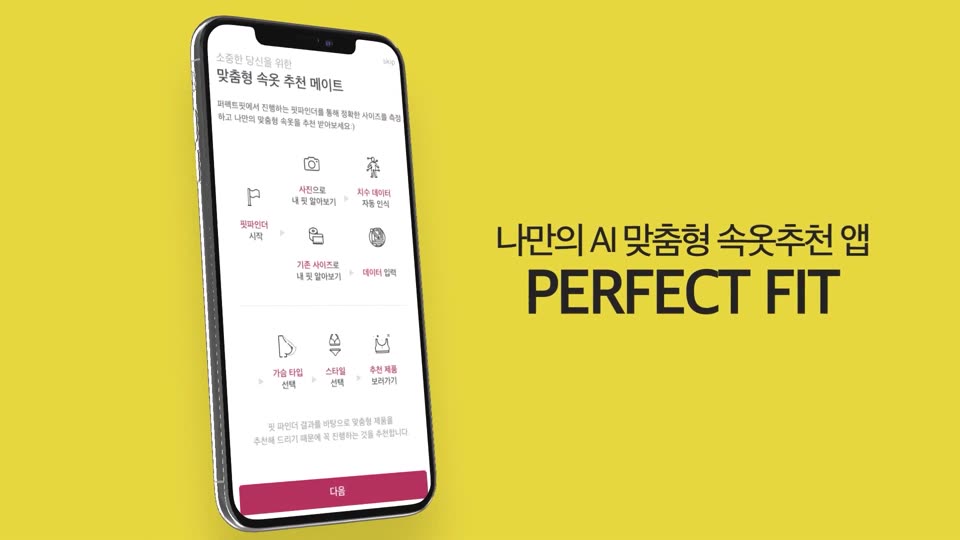 소중한 당신을 위한
skip
맞춤형 속옷 추천 메이트
퍼펙트핏에서 진행하는 핏파인더를 통해 정확한 사이즈를 측정
하고 나만의 맞춤형 속옷을 추천 받아보세요:)
핏파인더
시작
사진으로
내 핏 알아보기
치수 데이터
자동 인식
기존 사이즈로
내 핏 알아보기
데이터 입력
가슴 타입
선택
스타일
선택
추천 제품
보러가기
핏 파인더 결과를 바탕으로 맞춤형 제품을
추천해 드리기 때문에 꼭 진행하는 것을 추천합니다.
다음
나만의 AI 맞춤형 속옷추천 앱
PERFECT FIT